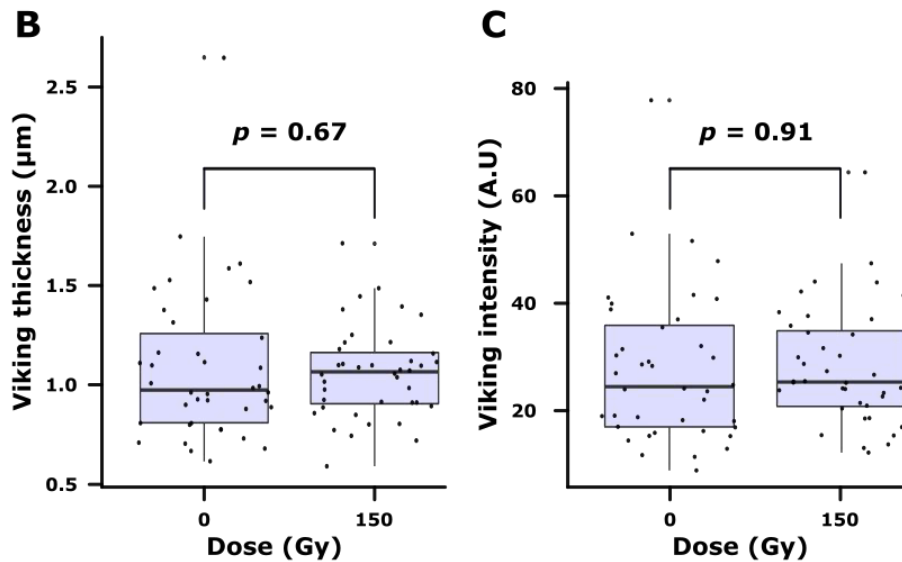 B
Viking thickness (µm)
2.5
2.0
1.5
1.0
0.5
p = 0.67
0
150
Dose (Gy)
C
Viking intensity (A.U)
80
60
40
20
p = 0.91
0
150
Dose (Gy)